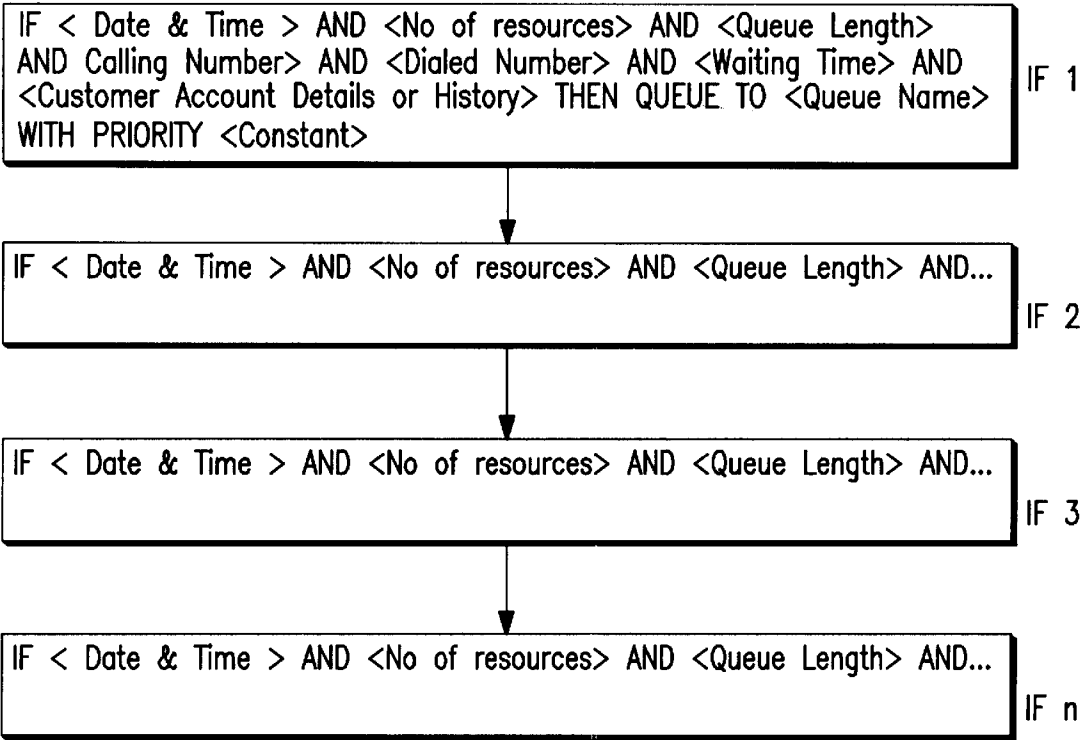 IF < Date & Time > AND <No of resources> AND <Queue Length>
AND Calling Number> AND <Dialed Number> AND <Waiting Time> AND
<Customer Account Details or History> THEN QUEUE TO <Queue Name>
WITH PRIORITY <Constant>
IF 1
IF < Date & Time > AND <No of resources> AND <Queue Length> AND...
IF 2
IF < Date & Time > AND <No of resources> AND <Queue Length> AND...
IF 3
IF < Date & Time > AND <No of resources> AND <Queue Length> AND...
IF n